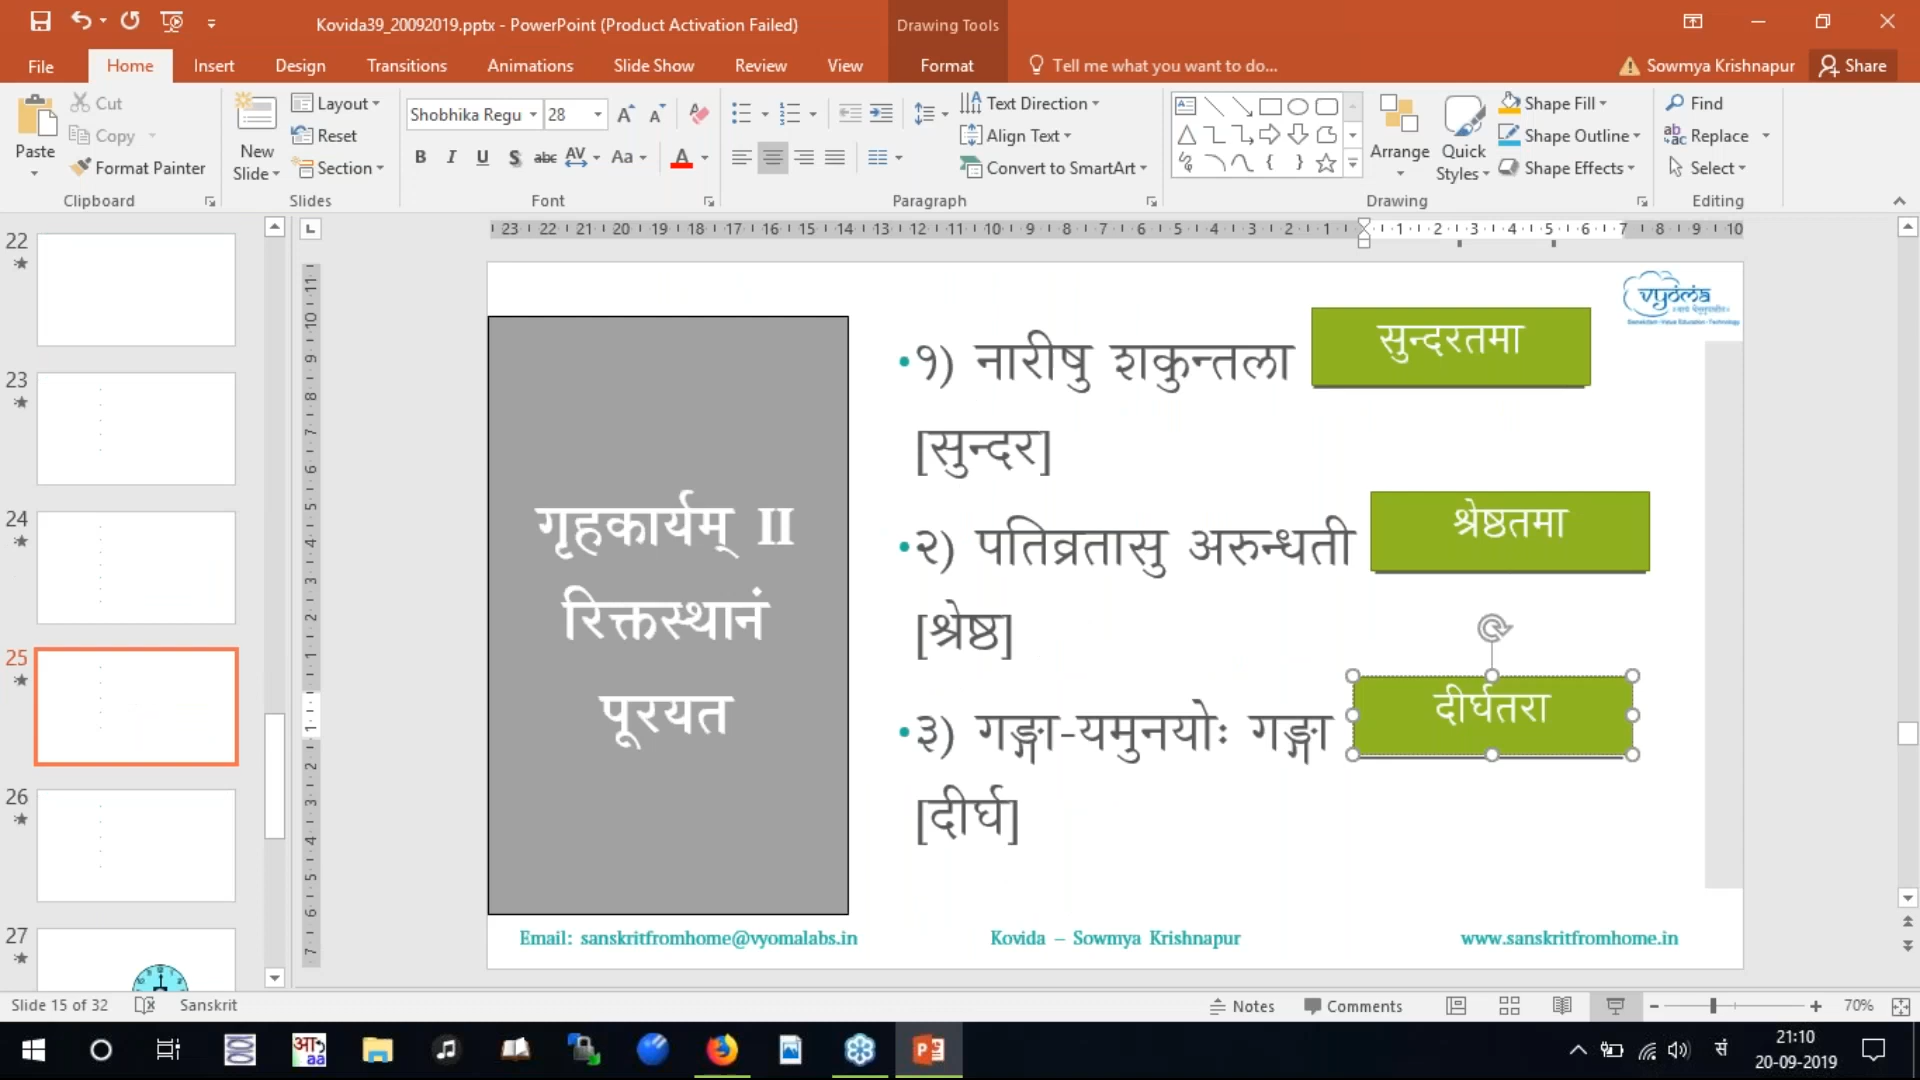 Kovida39_20092019.pptx - PowerPoint (Product Activation Failed)
Drawing Tools
File Home Insert Design Transitions Animations Slide Show Review View Format Tell me what you want to do... Sowmya Krishnapur Share
Paste
Cut
Copy
Format Painter
Clipboard
New Slide
Layout
Reset
Section
Slides
Shobhika Regu 28
Font
Text Direction
Align Text
Convert to SmartArt
Paragraph
Arrange
Quick Styles
Shape Fill
Shape Outline
Shape Effects
Drawing
Find
Replace
Select
Editing
22
23
24
25
26
27
vyoma
गृहकार्यम् II
रिक्तस्थानं
पूरयत
•१) नारीषु शकुन्तला सुन्दरतमा
[सुन्दर]
•२) पतिव्रतासु अरुन्धती श्रेष्ठतमा
[श्रेष्ठ]
•३) गङ्गा-यमुनयोः गङ्गा दीर्घतरा
[दीर्घ]
Email: sanskritfromhome@vyomalabs.in Kovida – Sowmya Krishnapur www.sanskritfromhome.in
Slide 15 of 32 Sanskrit Notes Comments 70%
21:10
20-09-2019